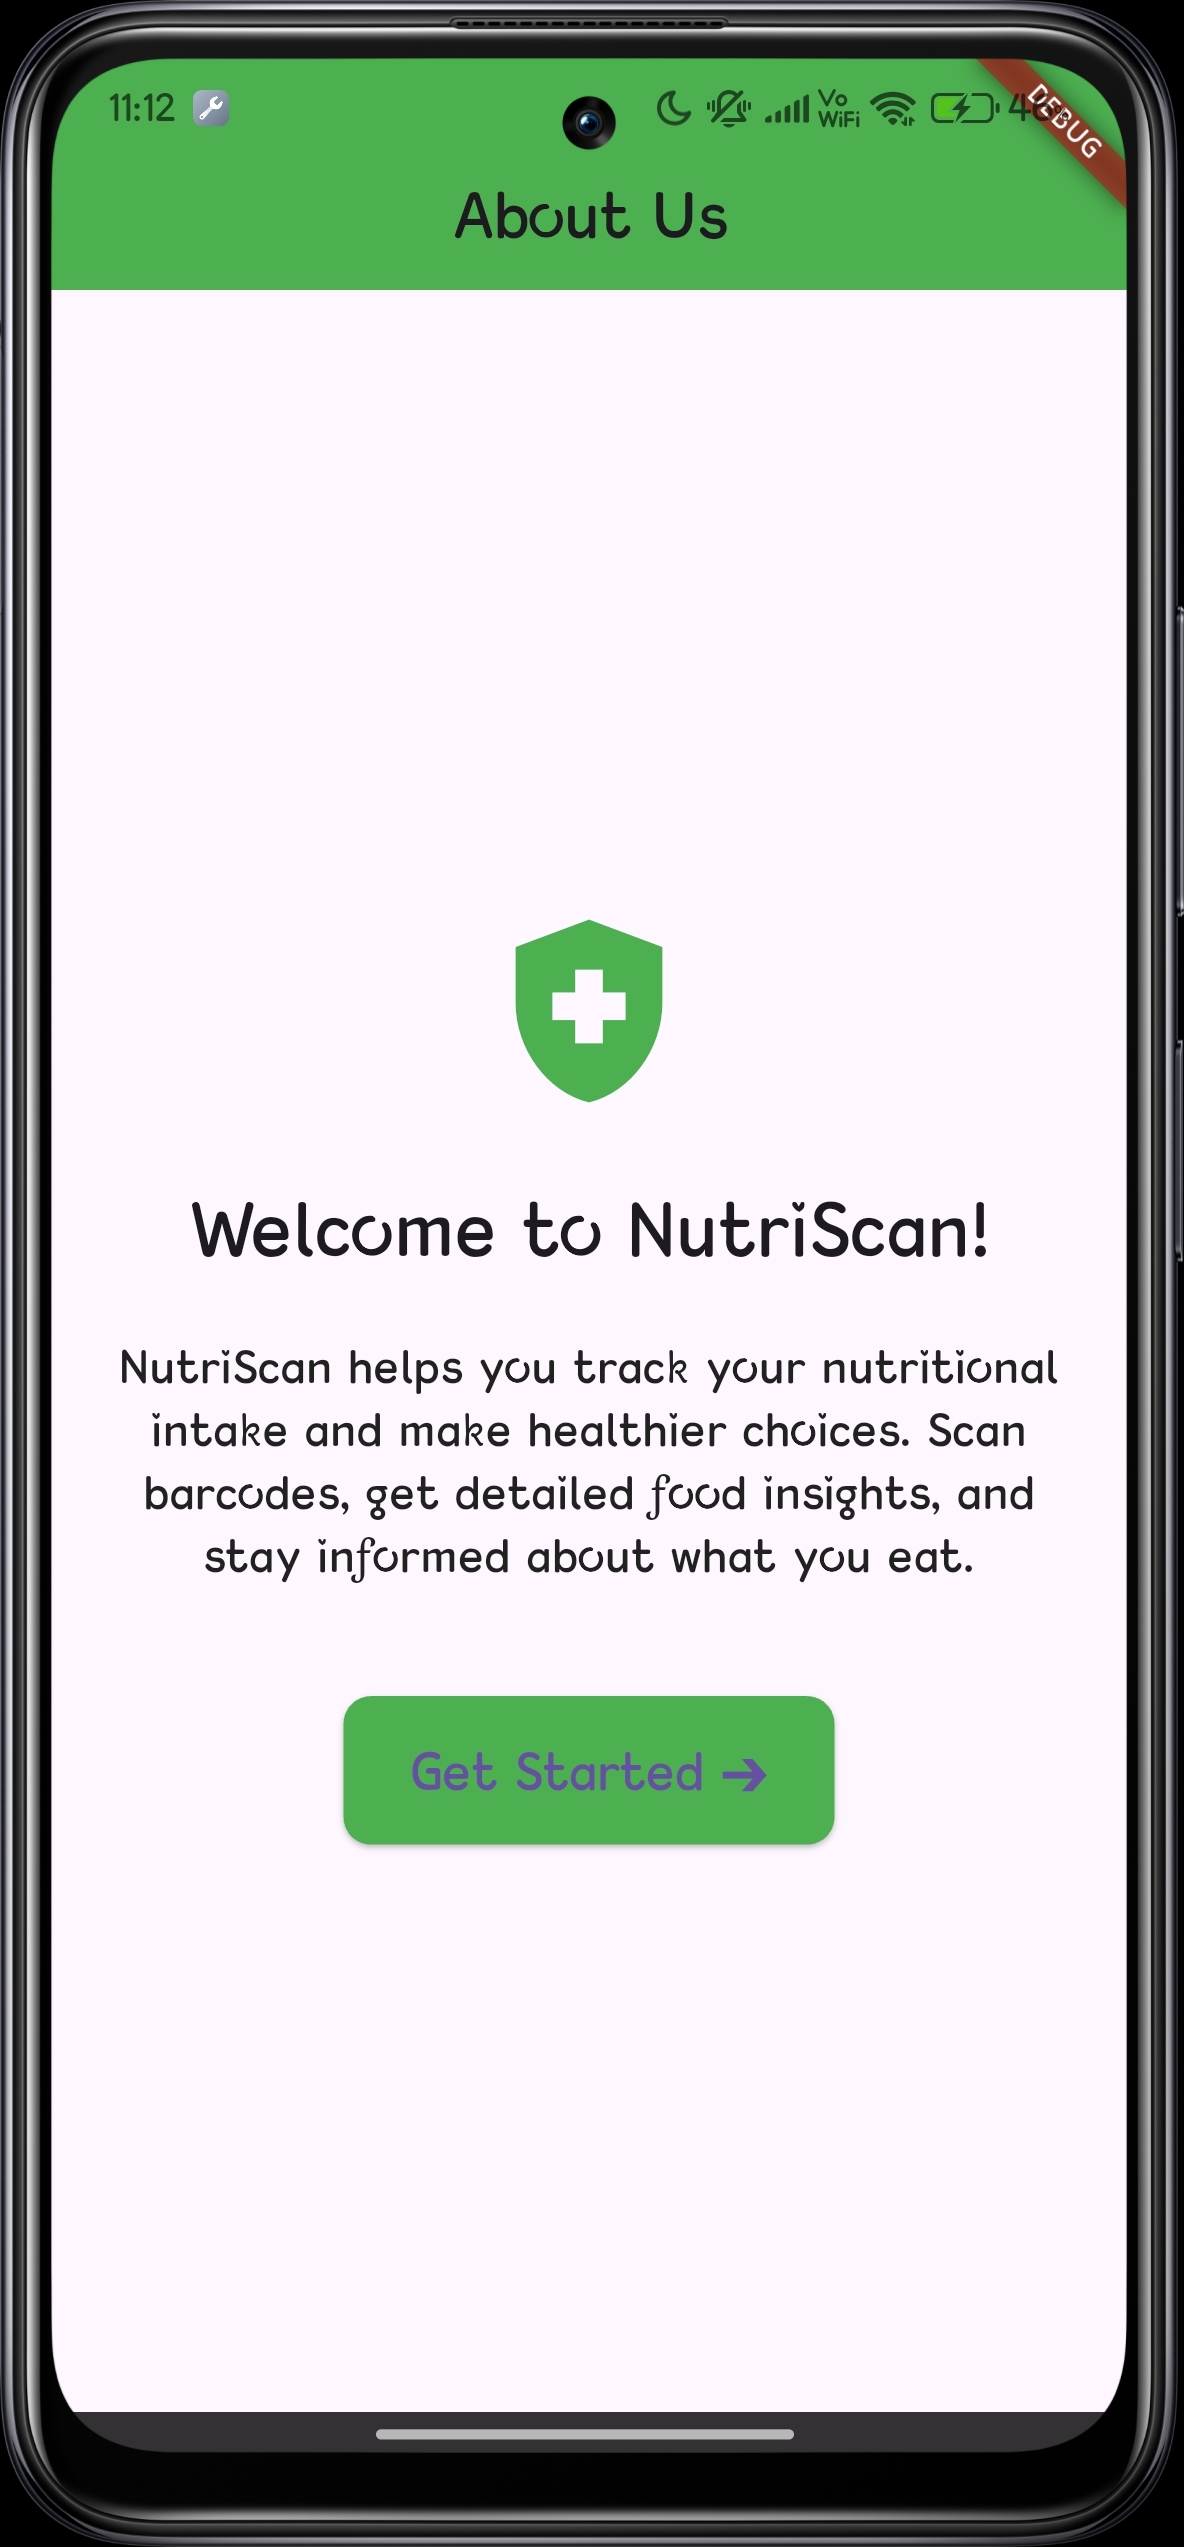 11:12
Vo
WiFi
DEBUG
About Us
Welcome to NutriScan!
NutriScan helps you track your nutritional
intake and make healthier choices. Scan
barcodes, get detailed food insights, and
stay informed about what you eat.
Get Started →